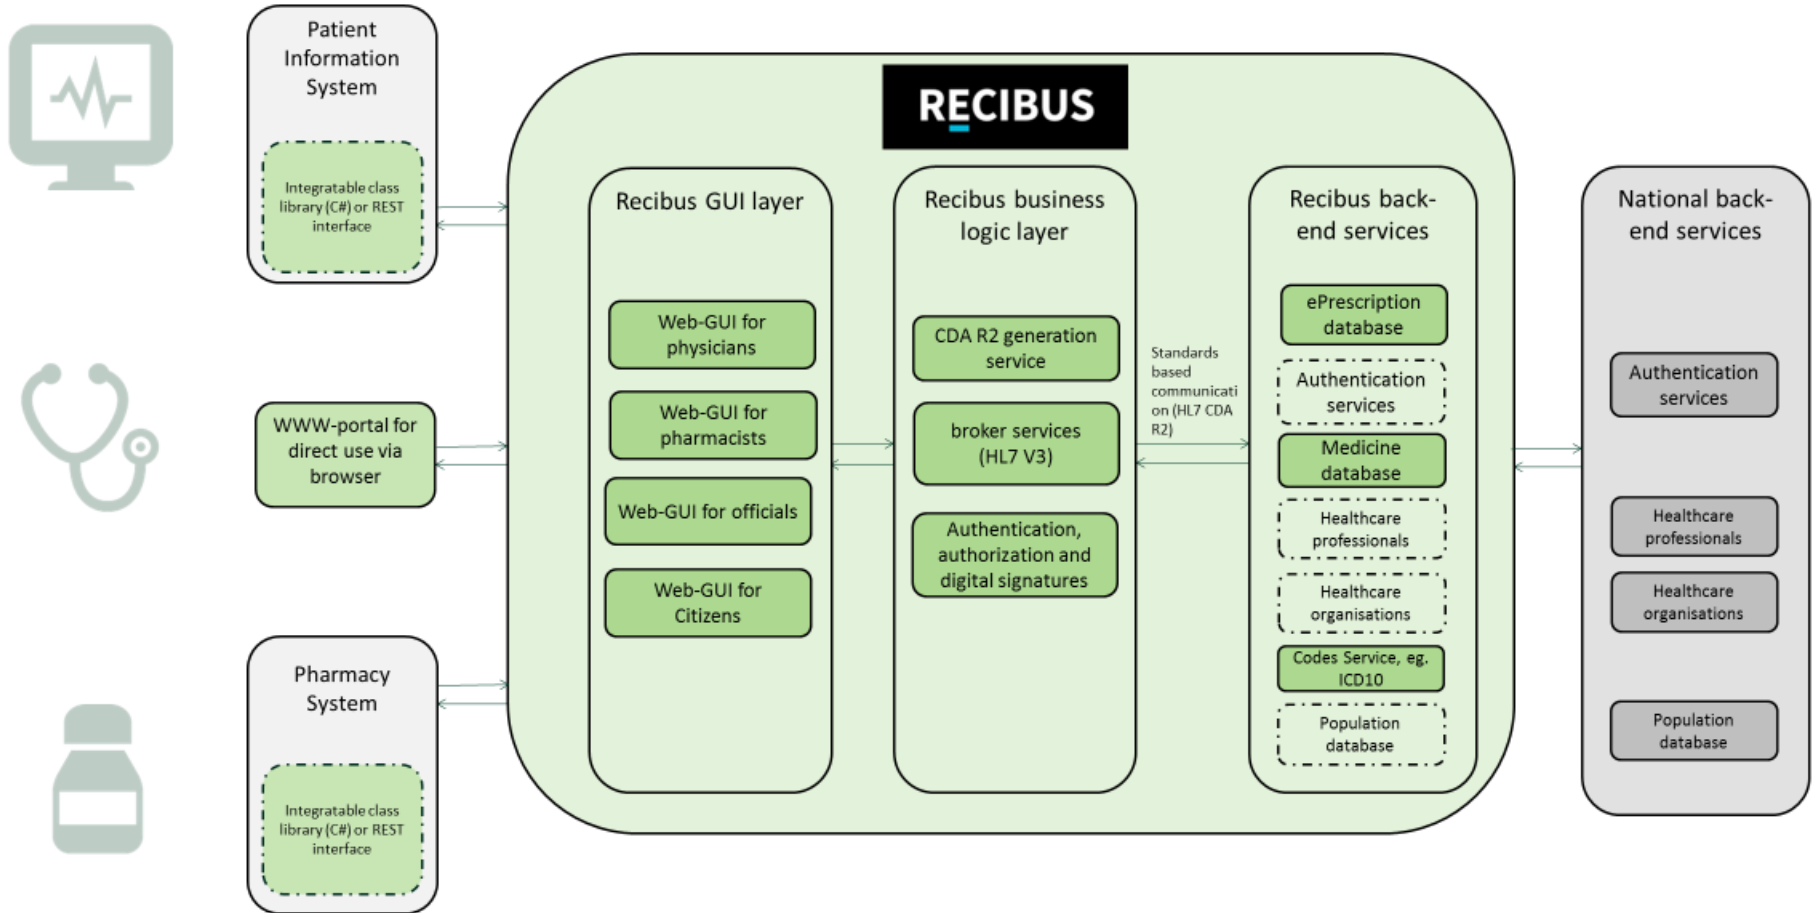 Patient
Information
System
Integratable class
library (C#) or REST
interface
WWW-portal for
direct use via
browser
Pharmacy
System
Integratable class
library (C#) or REST
interface
RECIBUS
Recibus GUI layer
Web-GUI for
physicians
Web-GUI for
pharmacists
Web-GUI for officials
Web-GUI for
Citizens
Recibus business
logic layer
CDA R2 generation
service
broker services
(HL7 V3)
Authentication,
authorization and
digital signatures
Standards
based
communicati
on (HL7 CDA
R2)
Recibus back-
end services
ePrescription
database
Authentication
services
Medicine
database
Healthcare
professionals
Healthcare
organisations
Codes Service, eg.
ICD10
Population
database
National back-
end services
Authentication
services
Healthcare
professionals
Healthcare
organisations
Population
database